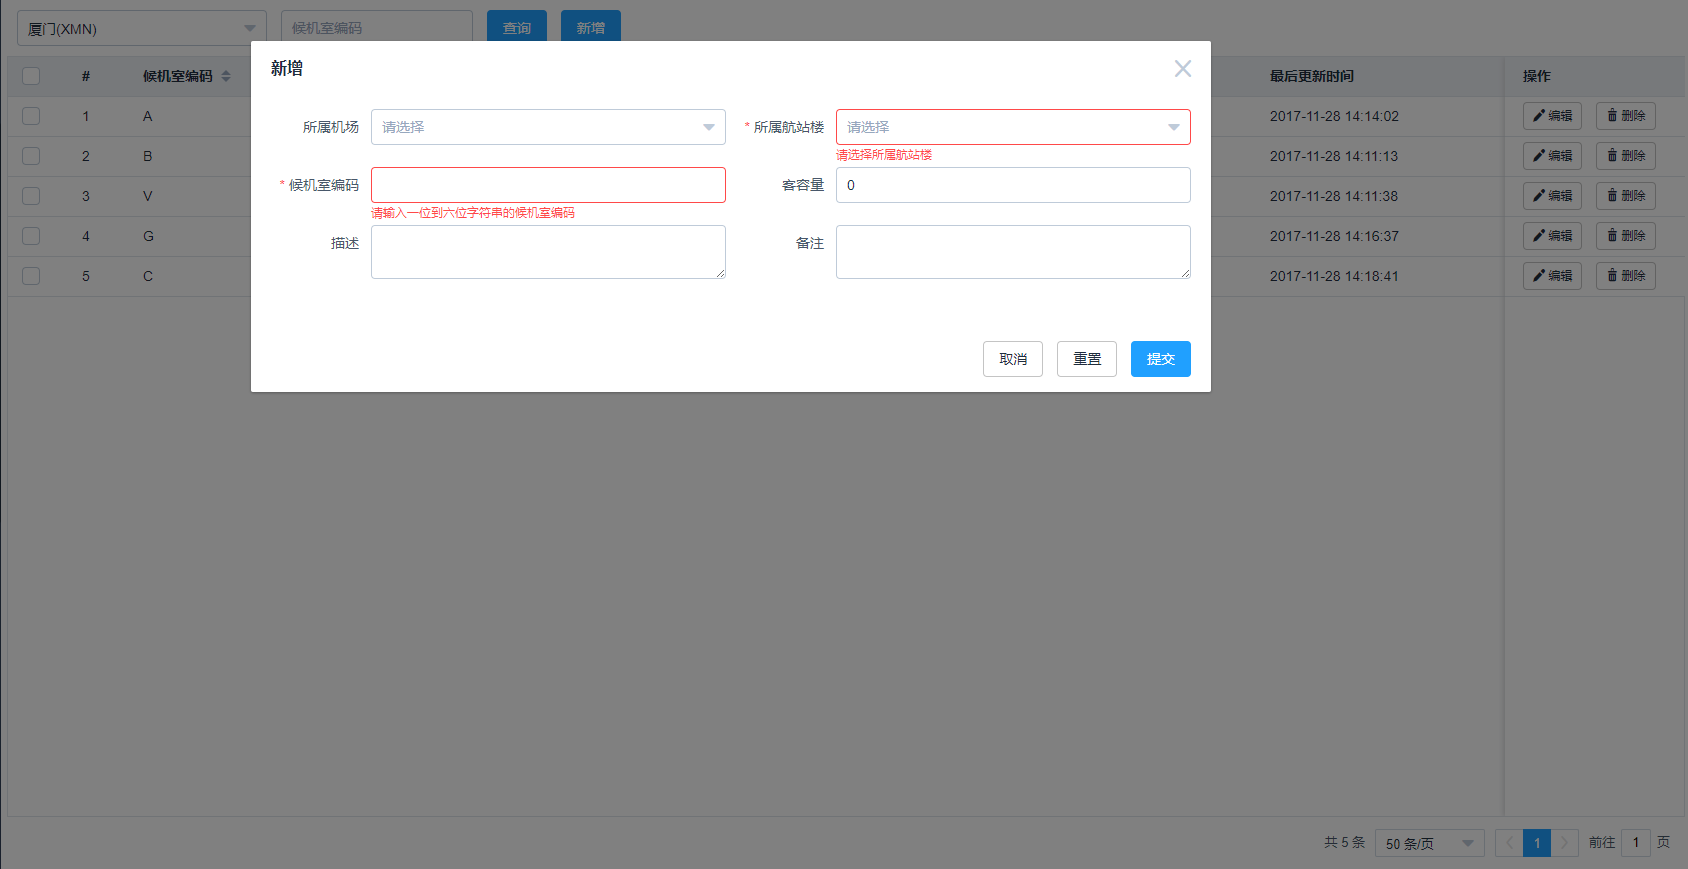 厦门(XMN) 候机室编码 查询 新增
新增
# 候机室编码 最后更新时间 操作
1 A 2017-11-28 14:14:02 编辑 删除
所属机场 请选择 * 所属航站楼 请选择
请选择所属航站楼
2 B 2017-11-28 14:11:13 编辑 删除
* 候机室编码 客容量 0
3 V 2017-11-28 14:11:38 编辑 删除
请输入一位到六位字符串的候机室编码
4 G 2017-11-28 14:16:37 编辑 删除
描述 备注
5 C 2017-11-28 14:18:41 编辑 删除
取消 重置 提交
共 5 条 50 条/页 1 前往 1 页